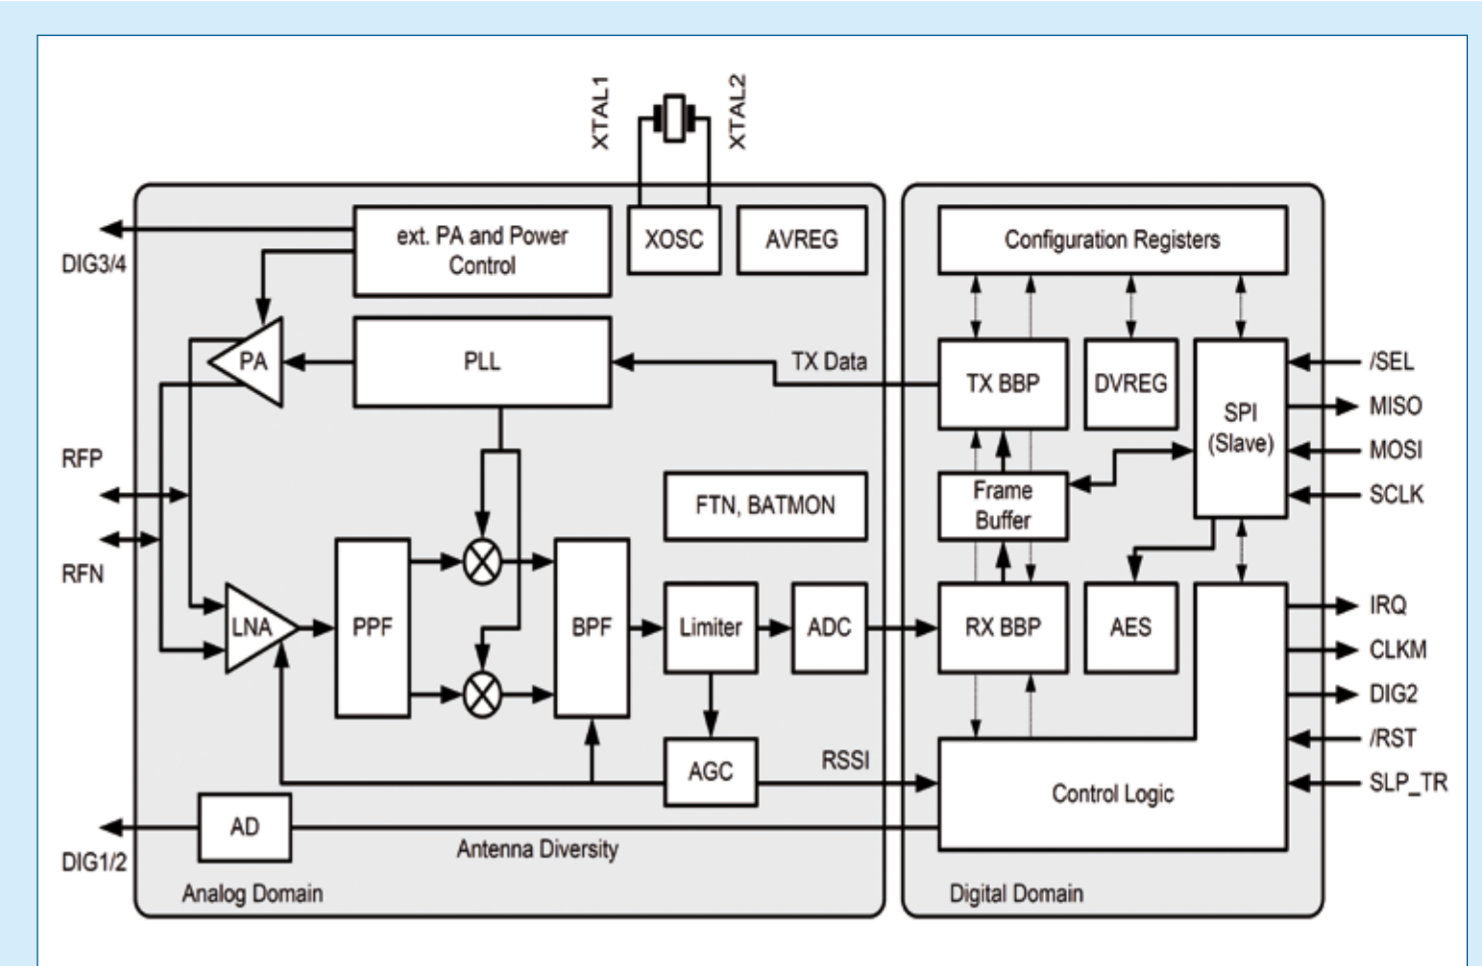 XTAL1
XTAL2
ext. PA and Power
Control
XOSC
AVREG
Configuration Registers
DIG3/4
PA
PLL
TX Data
TX BBP
DVREG
SPI
(Slave)
/SEL
MISO
MOSI
SCLK
RFP
RFN
FTN, BATMON
Frame
Buffer
LNA
PPF
BPF
Limiter
ADC
RX BBP
AES
IRQ
CLKM
DIG2
/RST
SLP_TR
AGC
RSSI
Control Logic
AD
DIG1/2
Antenna Diversity
Analog Domain
Digital Domain